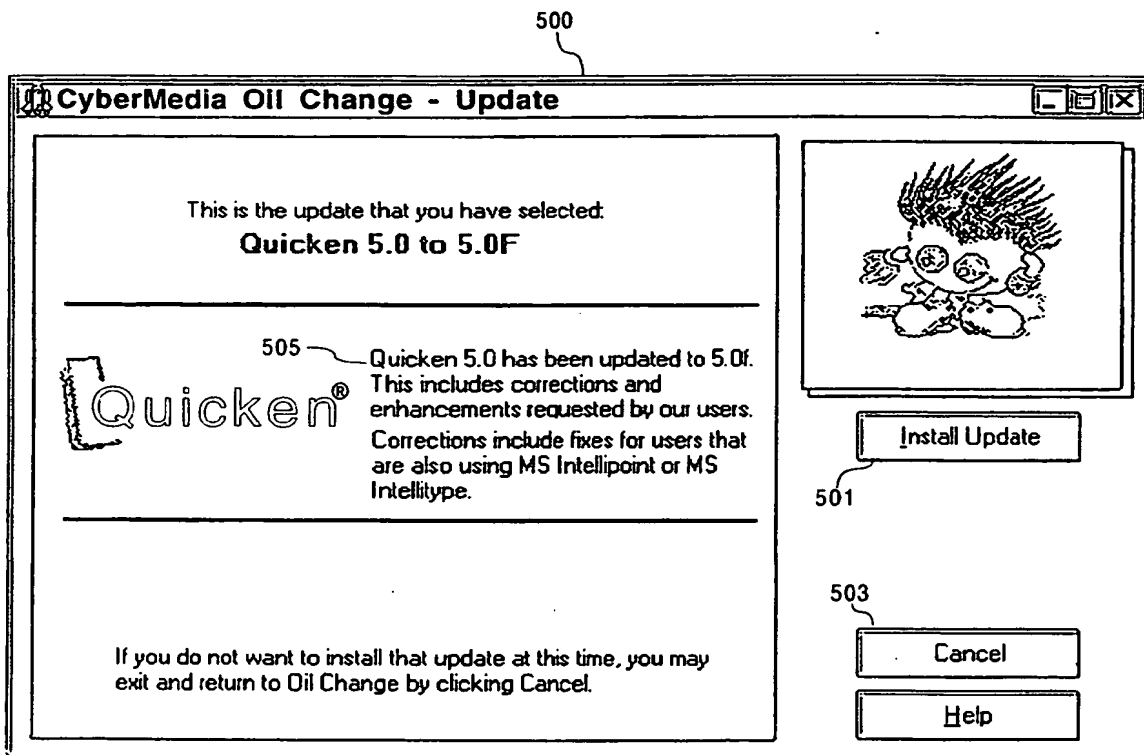 500
CyberMedia Oil Change - Update
This is the update that you have selected:
Quicken 5.0 to 5.0F
505
Quicken®
Quicken 5.0 has been updated to 5.0f.
This includes corrections and
enhancements requested by our users.
Corrections include fixes for users that
are also using MS Intellipoint or MS
Intellitype.
If you do not want to install that update at this time, you may
exit and return to Oil Change by clicking Cancel.
Install Update
501
503
Cancel
Help